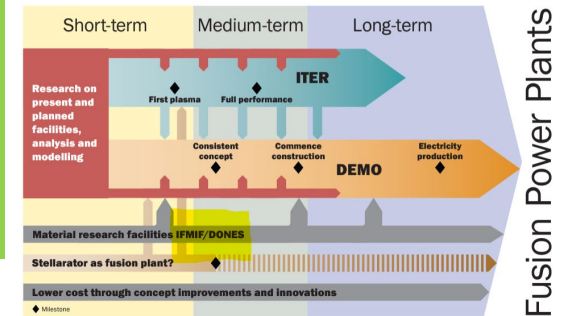 Short-term
Medium-term
Long-term
Research on
present and
planned
facilities,
analysis and
modelling
ITER
First plasma
Full performance
Consistent
concept
Commence
construction
Electricity
production
DEMO
Material research facilities IFMIF/DONES
Stellarator as fusion plant?
Lower cost through concept improvements and innovations
Milestone
Fusion Power Plants